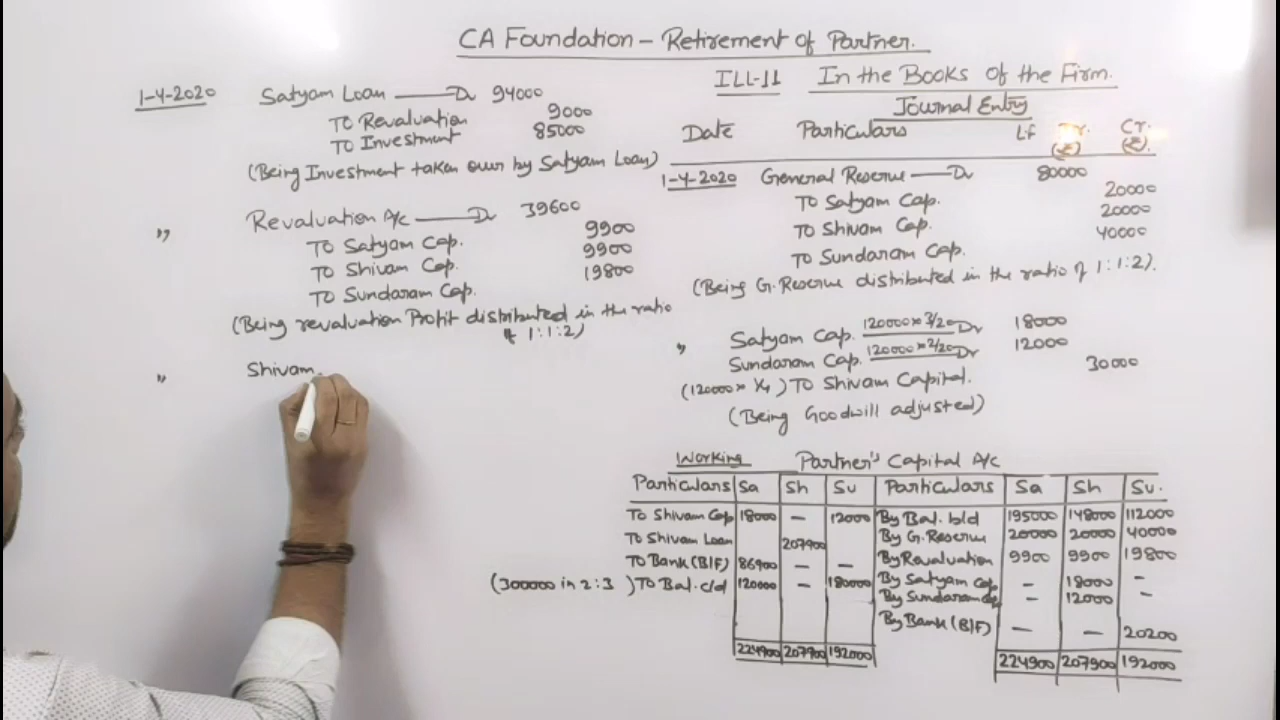 CA Foundation - Retirement of Partner.
1-4-2020 Satyam Loan — Dr 94000
To Revaluation 9000
To Investment 85000
(Being Investment taken over by Satyam Loan)
" Revaluation A/c — Dr 39600
To Satyam Cap. 9900
To Shivam Cap. 9900
To Sundaram Cap. 19800
(Being revaluation Profit distributed in the ratio
of 1:1:2)
" Shivam
ILL-11 In the Books of the Firm.
Journal Entry
Date Particulars Lf Dr. (₹) Cr. (₹)
1-4-2020 General Reserve — Dr 80000
To Satyam Cap. 20000
To Shivam Cap. 20000
To Sundaram Cap. 40000
(Being G. Reserve distributed in the ratio of 1:1:2).
" Satyam Cap. 120000 x 3/20 Dr 18000
Sundaram Cap. 120000 x 2/20 Dr 12000
(120000 x 1/4) To Shivam Capital. 30000
(Being Goodwill adjusted)
Working Partner's Capital A/c
Particulars Sa Sh Su Particulars Sa Sh Su.
To Shivam Cap 18000 - 12000 By Bal. b/d 195000 148000 112000
To Shivam Loan 207900 By G. Reserve 20000 20000 40000
To Bank (B/F) 86900 - - By Revaluation 9900 9900 19800
(300000 in 2:3) To Bal. c/d 120000 - 180000 By Satyam Cap - 18000 -
By Sundaram Cap - 12000 -
By Bank (B/F) - - 20200
224900 207900 192000 224900 207900 192000